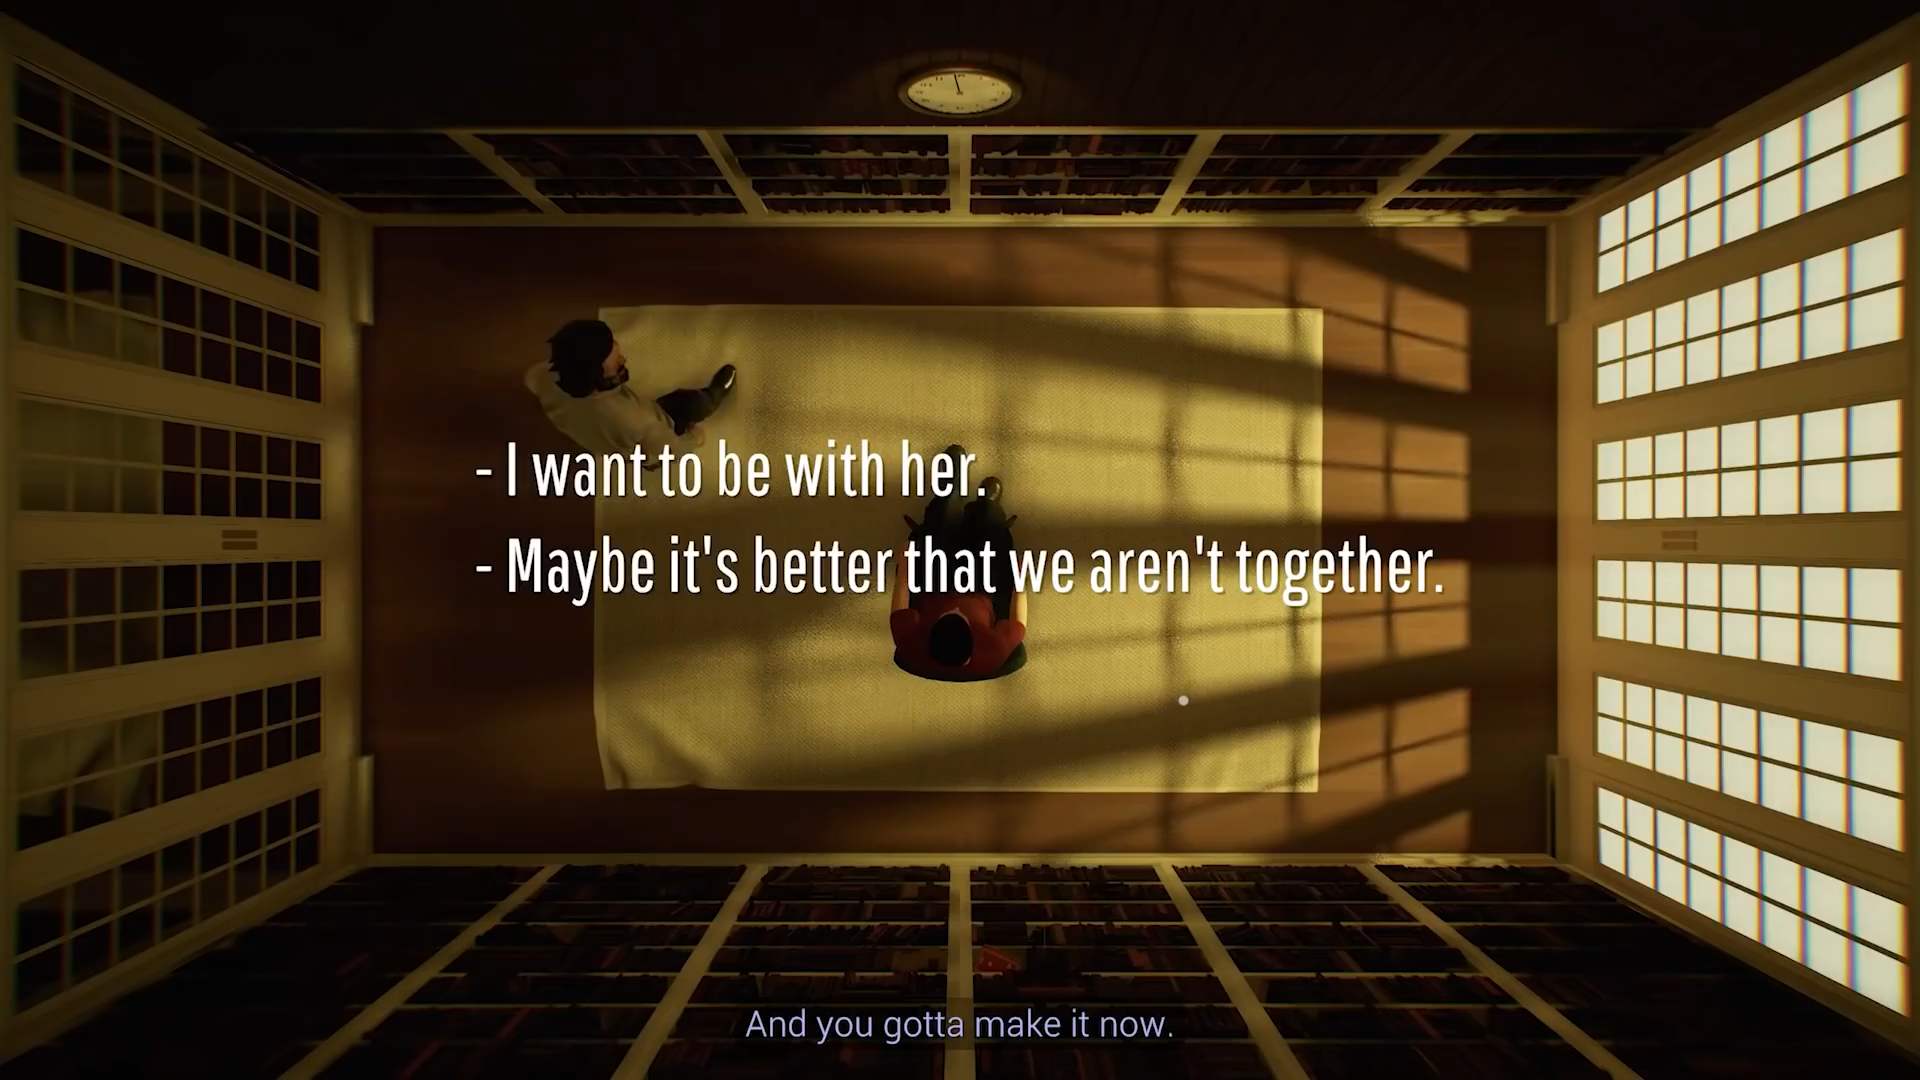 - I want to be with her.
- Maybe it's better that we aren't together.
And you gotta make it now.